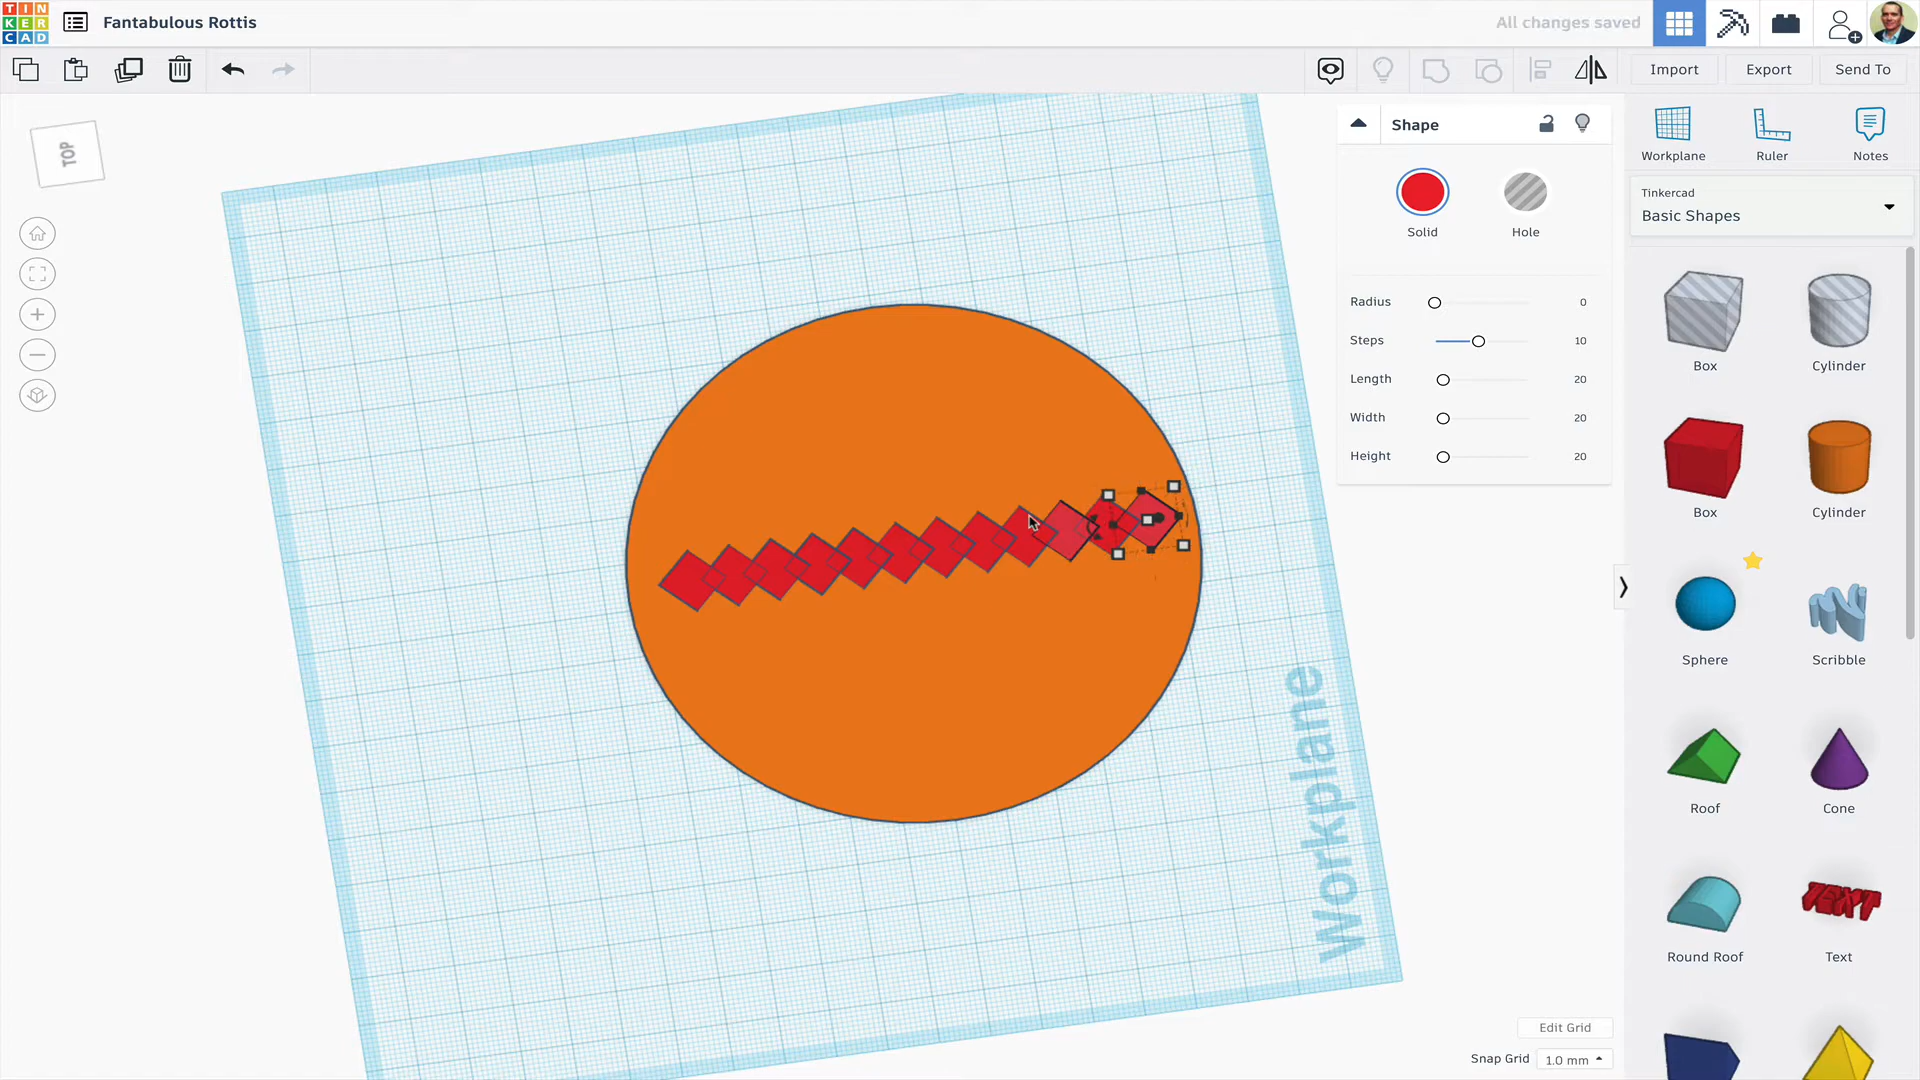 TIN
KER
CAD
Fantabulous Rottis
All changes saved
Import
Export
Send To
TOP
Shape
Solid
Hole
Radius
0
Steps
10
Length
20
Width
20
Height
20
Workplane
Ruler
Notes
Tinkercad
Basic Shapes
Box
Cylinder
Box
Cylinder
Sphere
Scribble
Roof
Cone
TEXT
Round Roof
Text
Workplane
Edit Grid
Snap Grid
1.0 mm